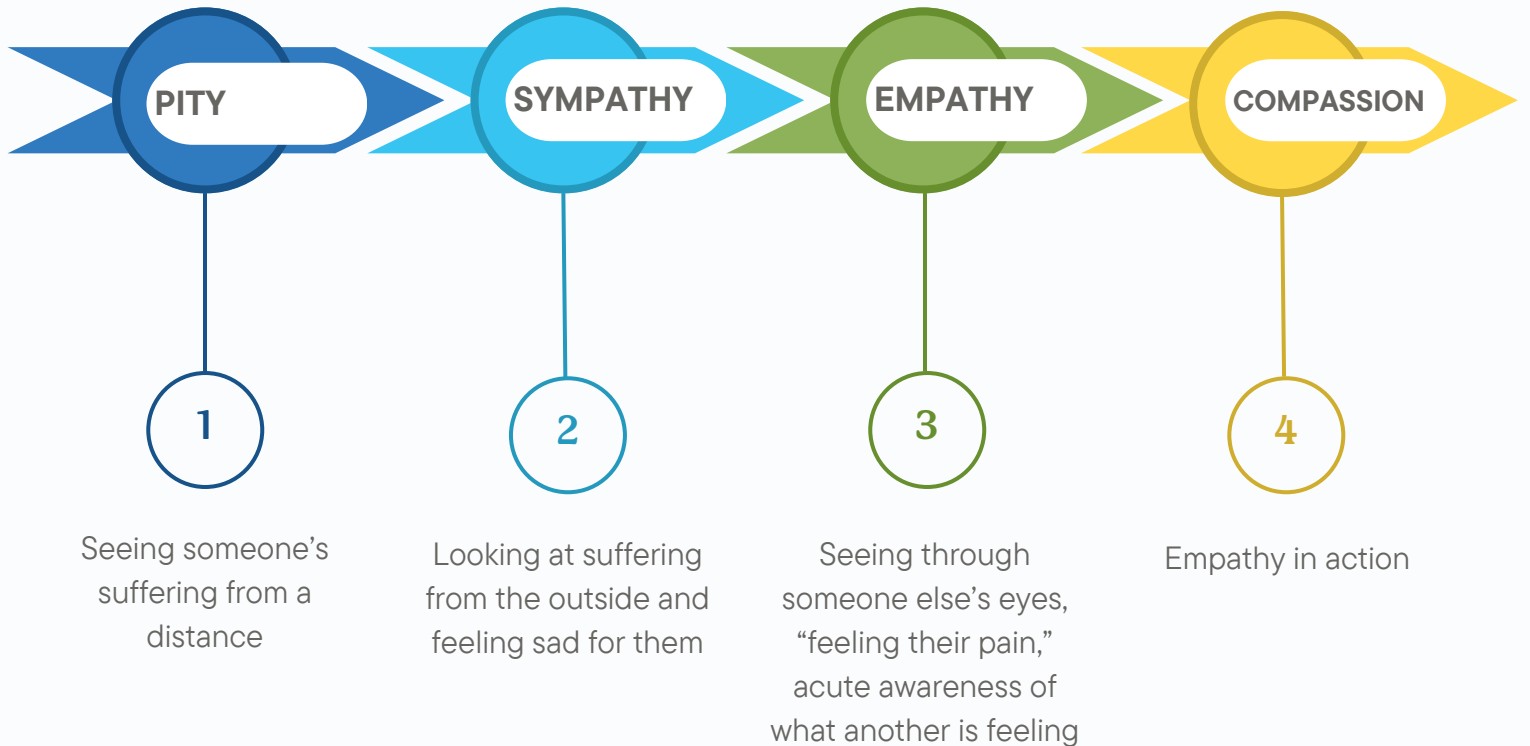 PITY
SYMPATHY
EMPATHY
COMPASSION
1
2
3
4
Seeing someone’s
suffering from a
distance
Looking at suffering
from the outside and
feeling sad for them
Seeing through
someone else’s eyes,
“feeling their pain,”
acute awareness of
what another is feeling
Empathy in action